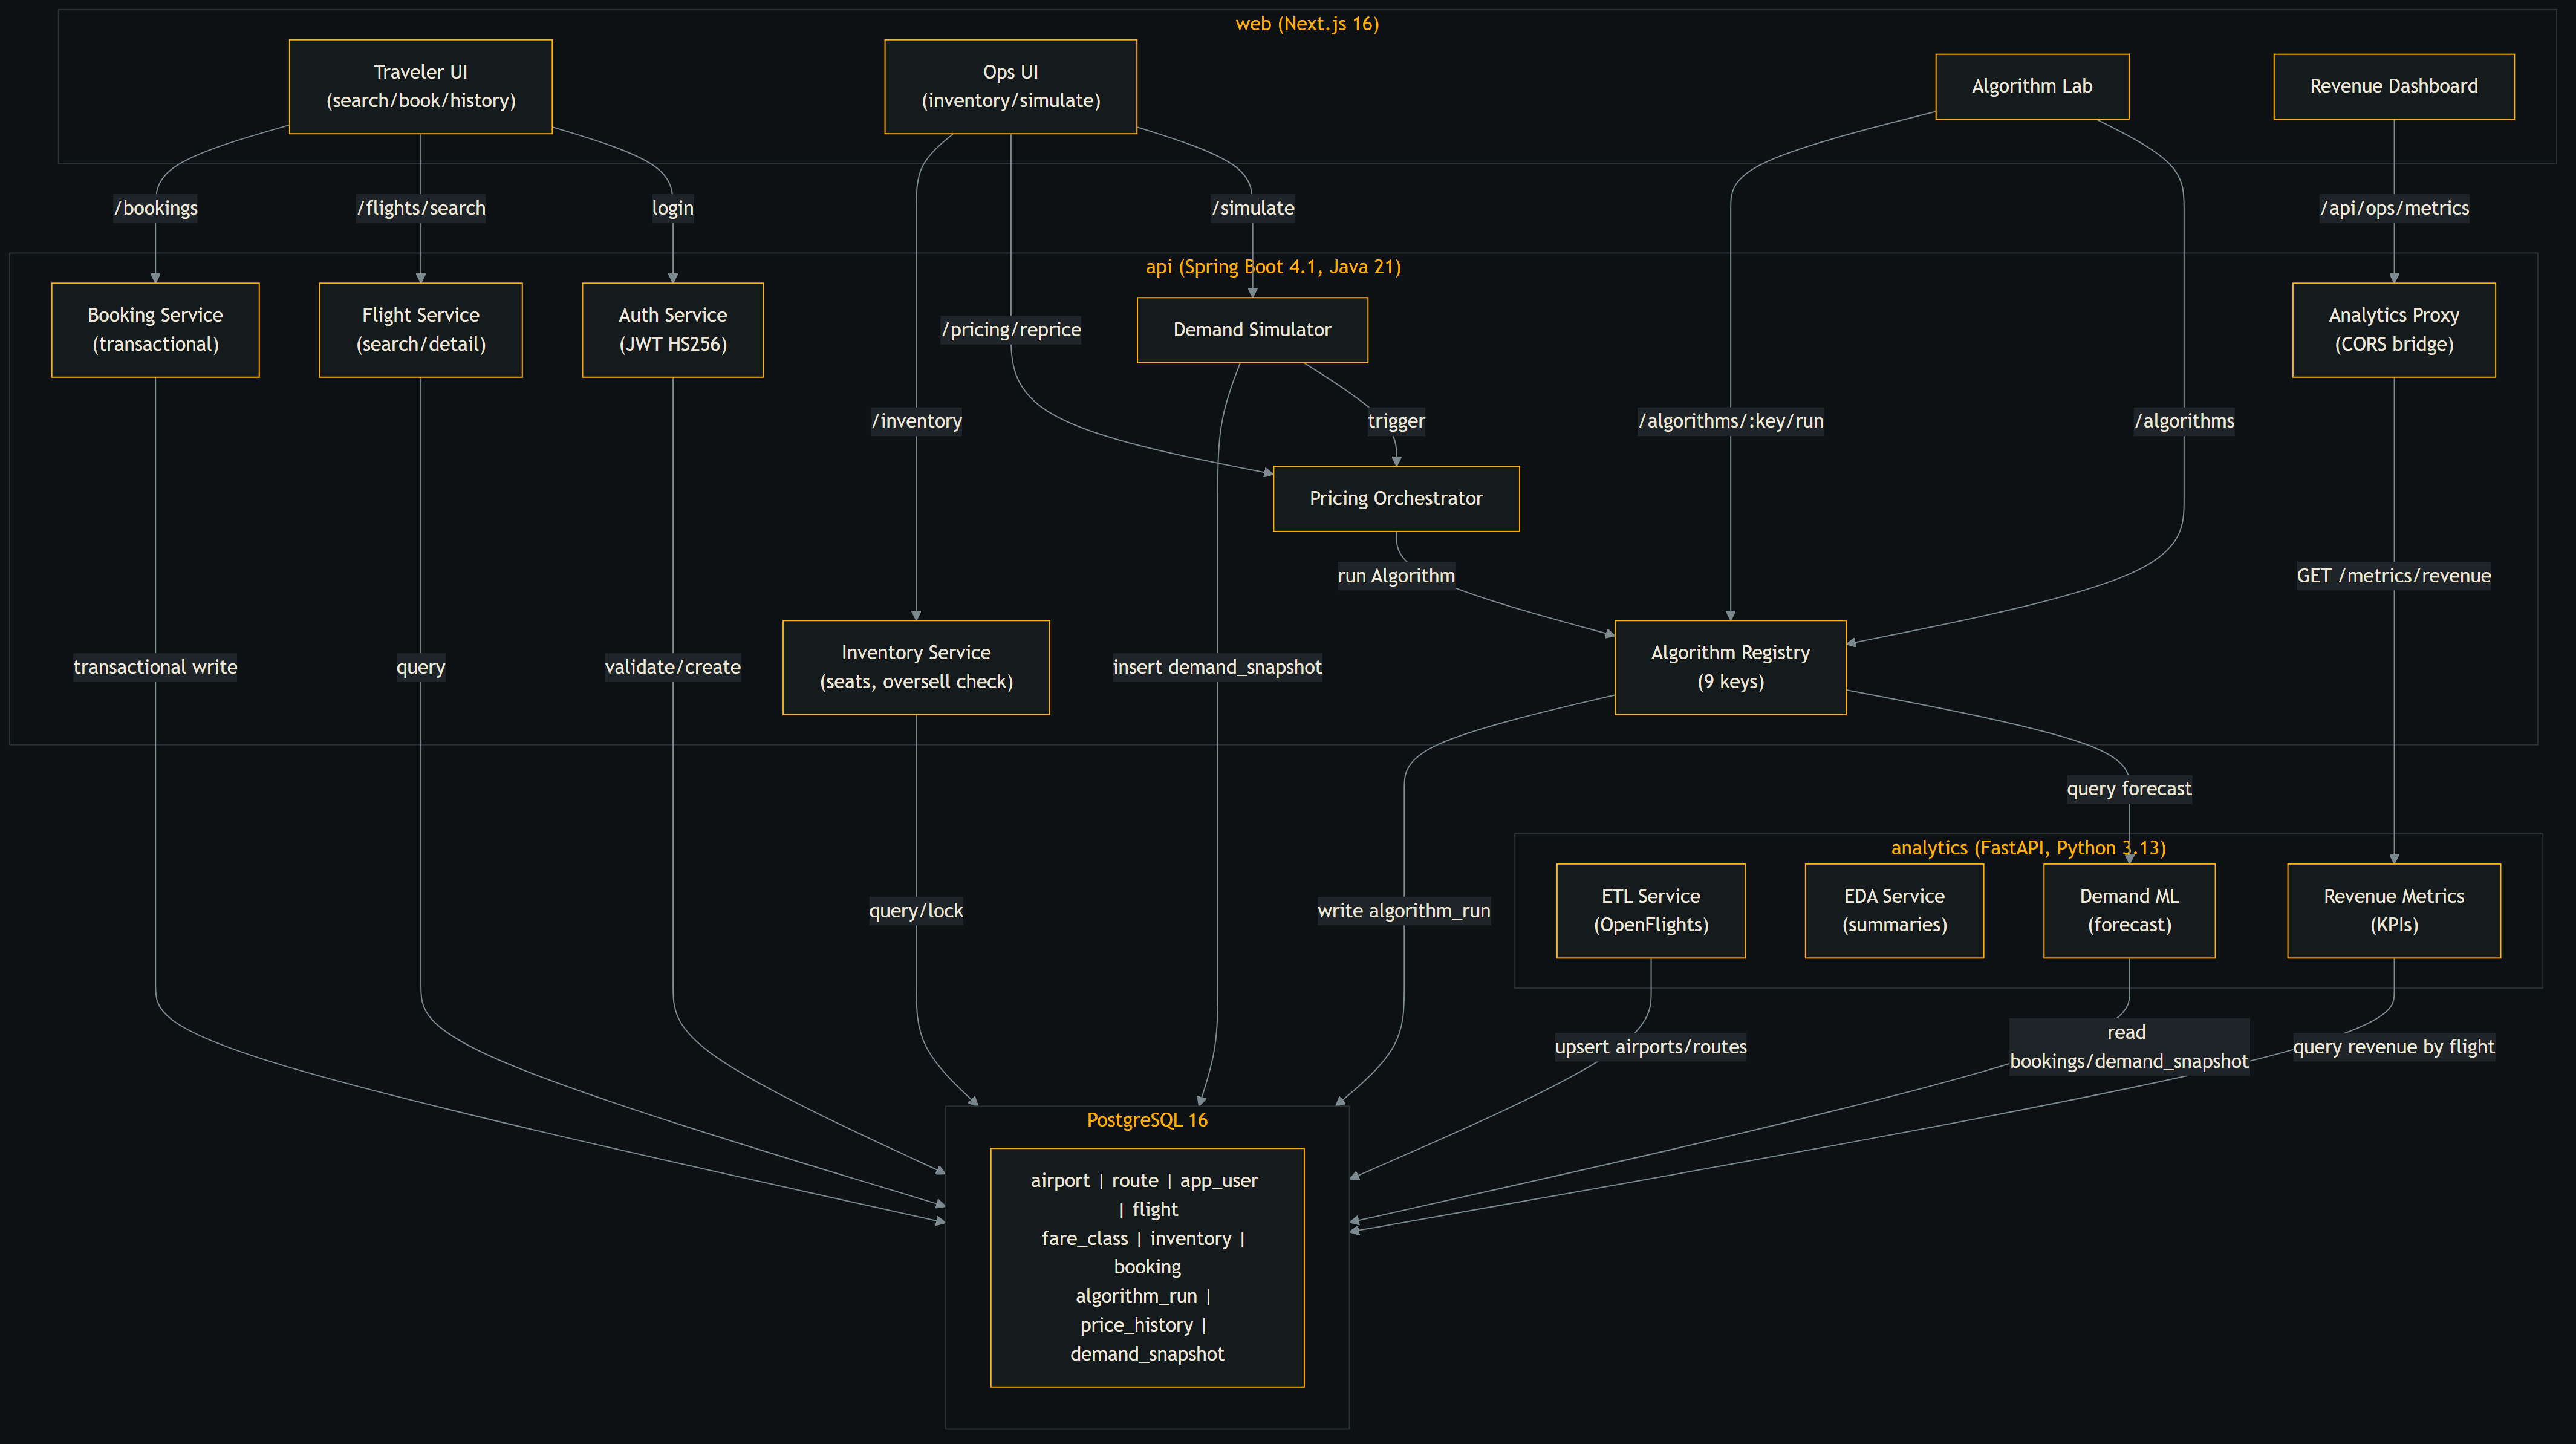 web (Next.js 16)
Traveler UI
(search/book/history)
Ops UI
(inventory/simulate)
Algorithm Lab
Revenue Dashboard
/bookings
/flights/search
login
/simulate
/api/ops/metrics
api (Spring Boot 4.1, Java 21)
Booking Service
(transactional)
Flight Service
(search/detail)
Auth Service
(JWT HS256)
/pricing/reprice
Demand Simulator
Analytics Proxy
(CORS bridge)
/inventory
trigger
/algorithms/:key/run
/algorithms
Pricing Orchestrator
run Algorithm
GET /metrics/revenue
transactional write
query
validate/create
Inventory Service
(seats, oversell check)
insert demand_snapshot
Algorithm Registry
(9 keys)
query forecast
analytics (FastAPI, Python 3.13)
query/lock
write algorithm_run
ETL Service
(OpenFlights)
EDA Service
(summaries)
Demand ML
(forecast)
Revenue Metrics
(KPIs)
upsert airports/routes
read
bookings/demand_snapshot
query revenue by flight
PostgreSQL 16
airport | route | app_user
| flight
fare_class | inventory |
booking
algorithm_run |
price_history |
demand_snapshot